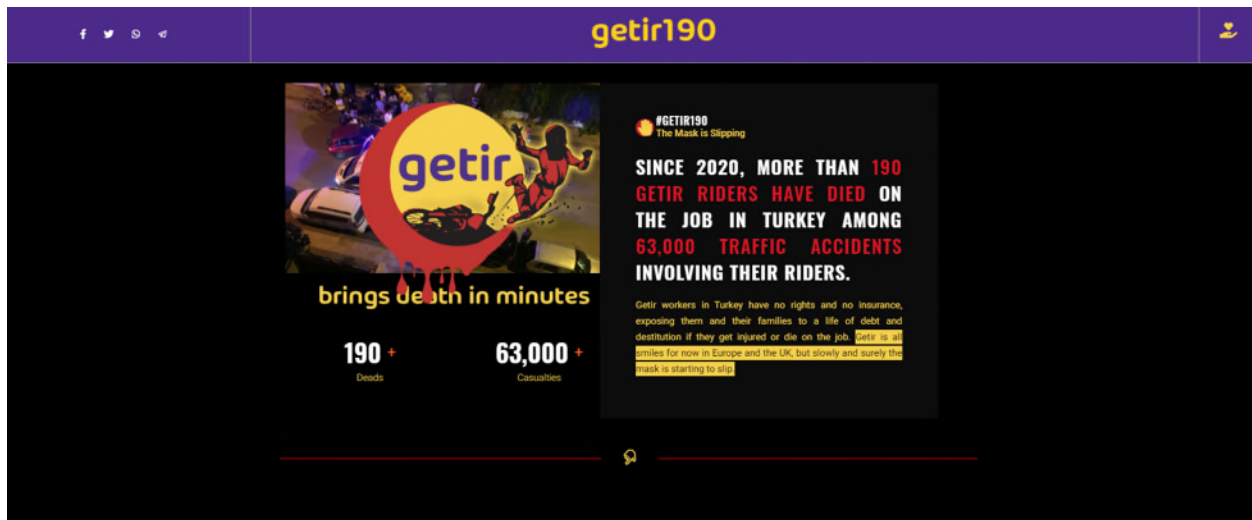 getir190
getir
brings death in minutes
190 +
Deads
63,000 +
Casualties
#GETIR190
The Mask is Slipping
SINCE 2020, MORE THAN 190
GETIR RIDERS HAVE DIED ON
THE JOB IN TURKEY AMONG
63,000 TRAFFIC ACCIDENTS
INVOLVING THEIR RIDERS.
Getir workers in Turkey have no rights and no insurance,
exposing them and their families to a life of debt and
destitution if they get injured or die on the job. Getir is all
smiles for now in Europe and the UK, but slowly and surely the
mask is starting to slip.